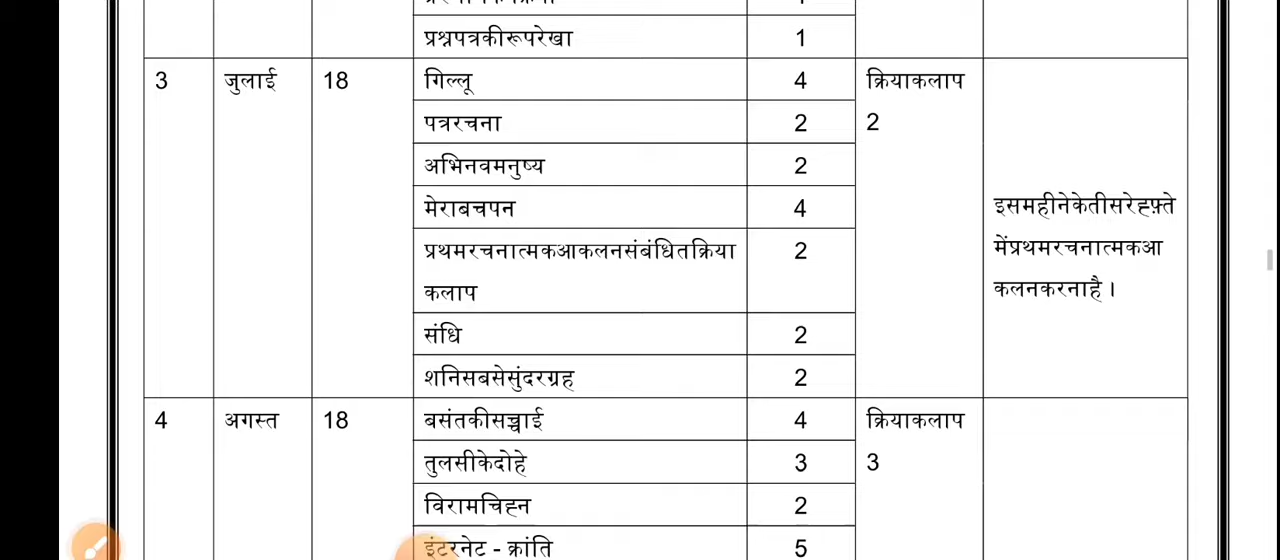 प्रश्नपत्रकीरूपरेखा 1
3 जुलाई 18 गिल्लू 4 क्रियाकलाप
पत्ररचना 2 2
अभिनवमनुष्य 2
मेराबचपन 4 इसमहीनेकेतीसरेह्फ़्ते
प्रथमरचनात्मकआकलनसंबंधितक्रिया 2 मेंप्रथमरचनात्मकआ
कलाप कलनकरनाहै।
संधि 2
शनिसबसेसुंदरग्रह 2
4 अगस्त 18 बसंतकीसच्चाई 4 क्रियाकलाप
तुलसीकेदोहे 3 3
विरामचिह्न 2
इंटरनेट - क्रांति 5